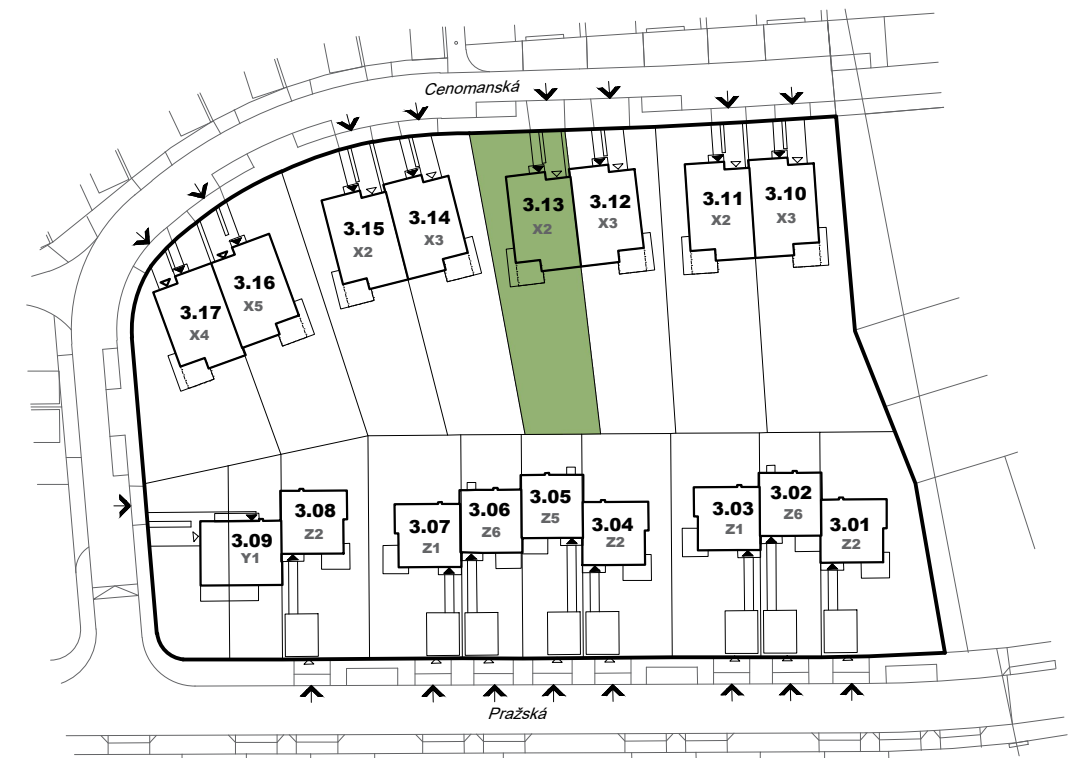 Cenomanská
3.17
X4
3.16
X5
3.15
X2
3.14
X3
3.13
X2
3.12
X3
3.11
X2
3.10
X3
3.09
Y1
3.08
Z2
3.07
Z1
3.06
Z6
3.05
Z5
3.04
Z2
3.03
Z1
3.02
Z6
3.01
Z2
Pražská